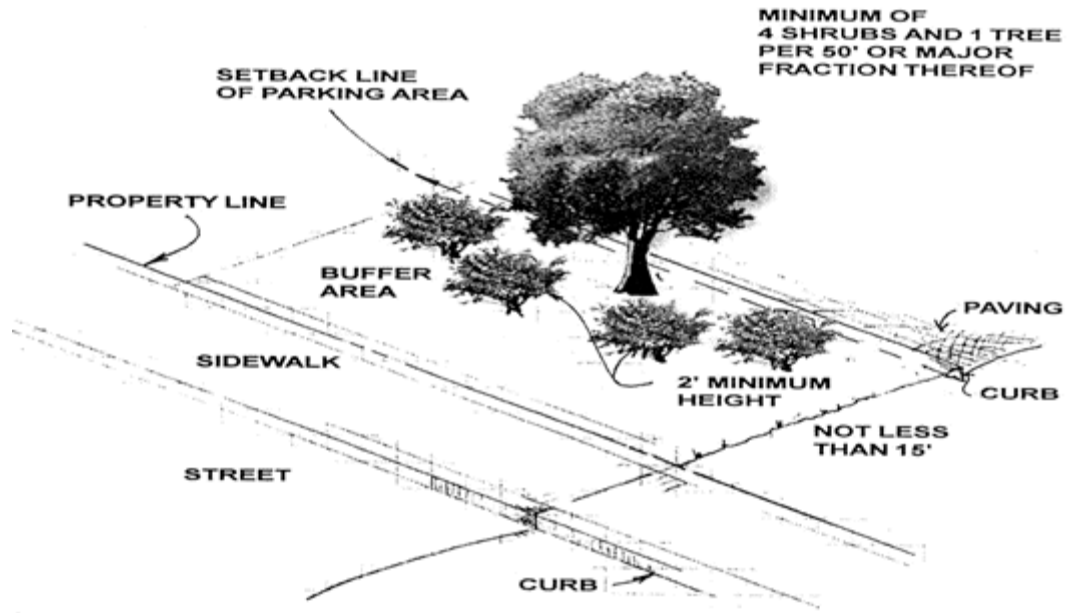 MINIMUM OF
4 SHRUBS AND 1 TREE
PER 50' OR MAJOR
FRACTION THEREOF
SETBACK LINE
OF PARKING AREA
PROPERTY LINE
BUFFER
AREA
PAVING
SIDEWALK
2' MINIMUM
HEIGHT
CURB
NOT LESS
THAN 15'
STREET
CURB